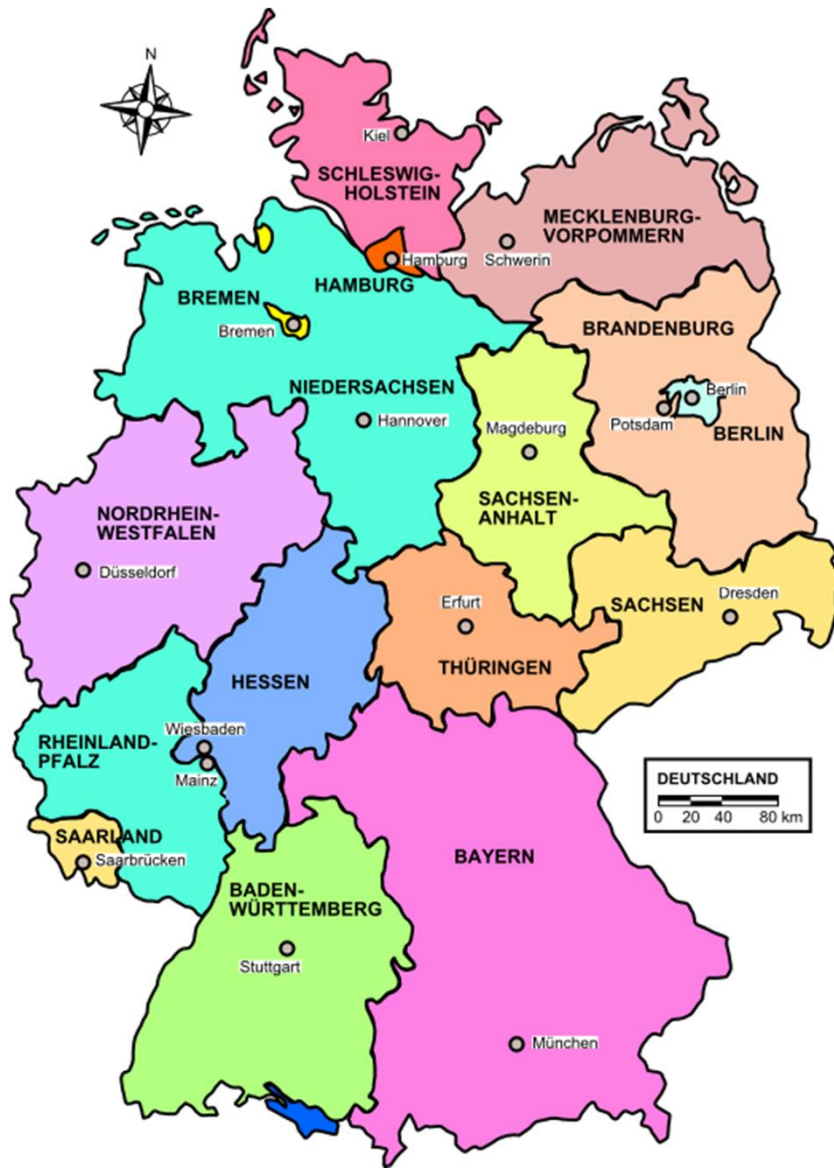 N
Kiel
SCHLESWIG-
HOLSTEIN
MECKLENBURG-
VORPOMMERN
Schwerin
Hamburg
HAMBURG
BREMEN
Bremen
BRANDENBURG
NIEDERSACHSEN
Hannover
Berlin
Potsdam
BERLIN
Magdeburg
SACHSEN-
ANHALT
NORDRHEIN-
WESTFALEN
Düsseldorf
Erfurt
THÜRINGEN
SACHSEN
Dresden
HESSEN
Wiesbaden
Mainz
RHEINLAND-
PFALZ
SAARLAND
Saarbrücken
DEUTSCHLAND
0 20 40 80 km
BAYERN
BADEN-
WÜRTTEMBERG
Stuttgart
München